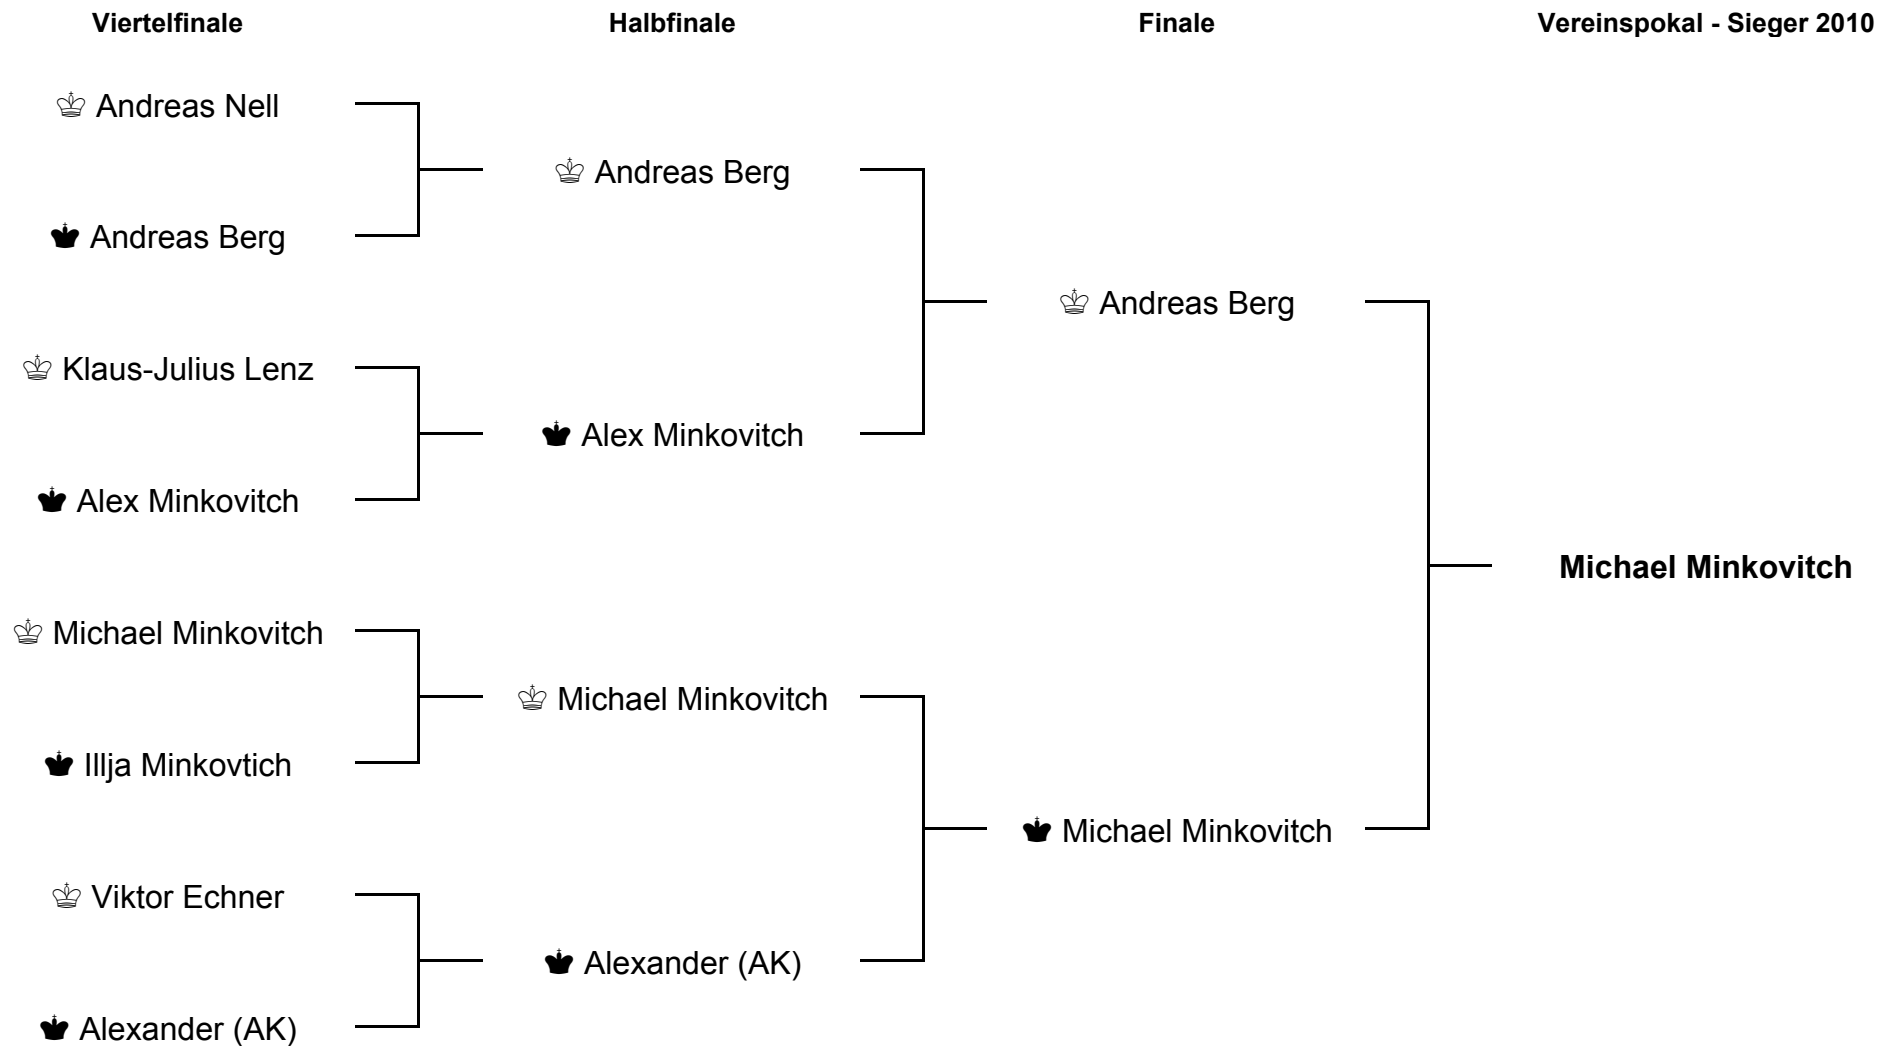 Viertelfinale Halbfinale Finale Vereinspokal - Sieger 2010
♔ Andreas Nell
♔ Andreas Berg
♚ Andreas Berg
♔ Andreas Berg
♔ Klaus-Julius Lenz
♚ Alex Minkovitch
♚ Alex Minkovitch
Michael Minkovitch
♔ Michael Minkovitch
♔ Michael Minkovitch
♚ Illja Minkovtich
♚ Michael Minkovitch
♔ Viktor Echner
♚ Alexander (AK)
♚ Alexander (AK)